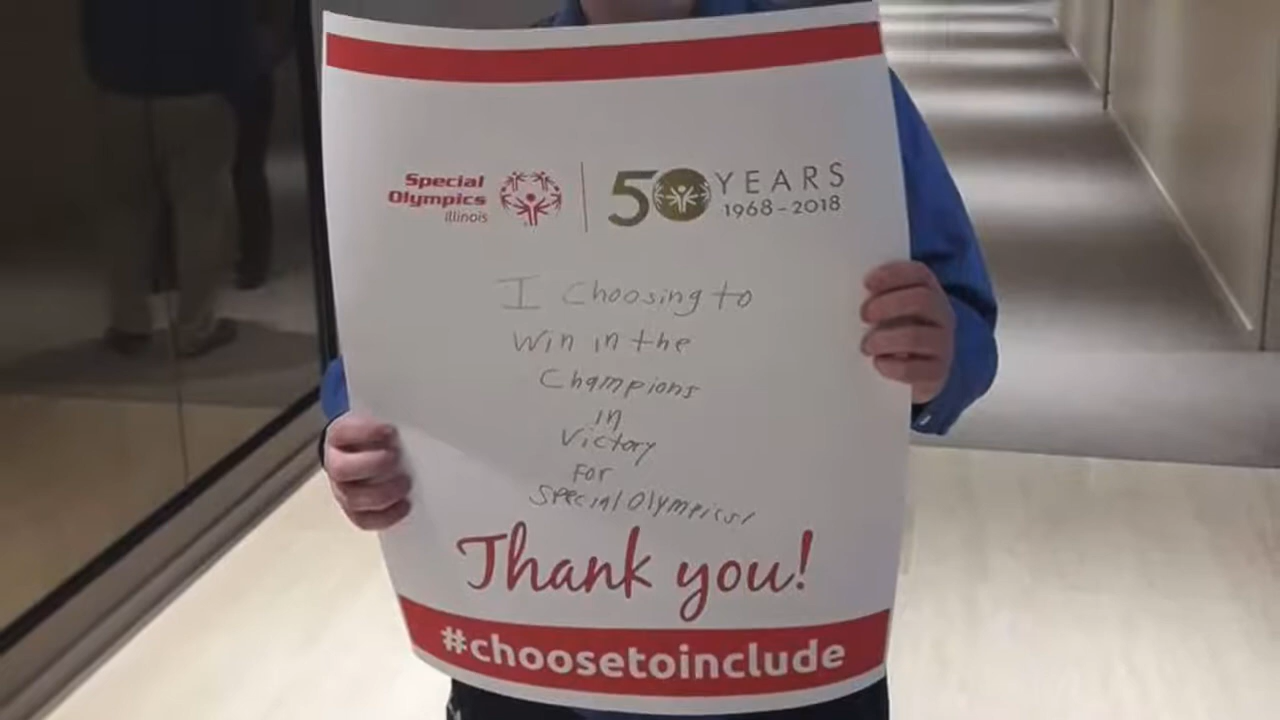 Special
Olympics
Illinois
50 YEARS
1968-2018
I Choosing to
Win in the
Champions
in
Victory
For
Special Olympics!
Thank you!
#choosetoinclude